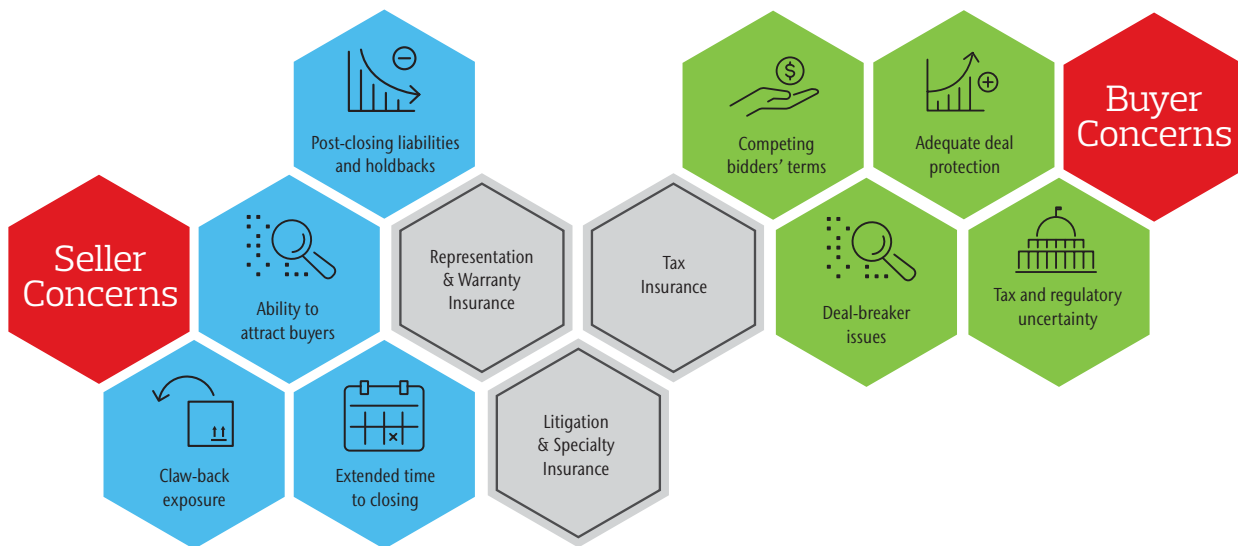 Seller
Concerns
Post-closing liabilities
and holdbacks
Ability to
attract buyers
Claw-back
exposure
Extended time
to closing
Representation
& Warranty
Insurance
Tax
Insurance
Litigation
& Specialty
Insurance
$
Competing
bidders’ terms
Adequate deal
protection
Deal-breaker
issues
Tax and regulatory
uncertainty
Buyer
Concerns